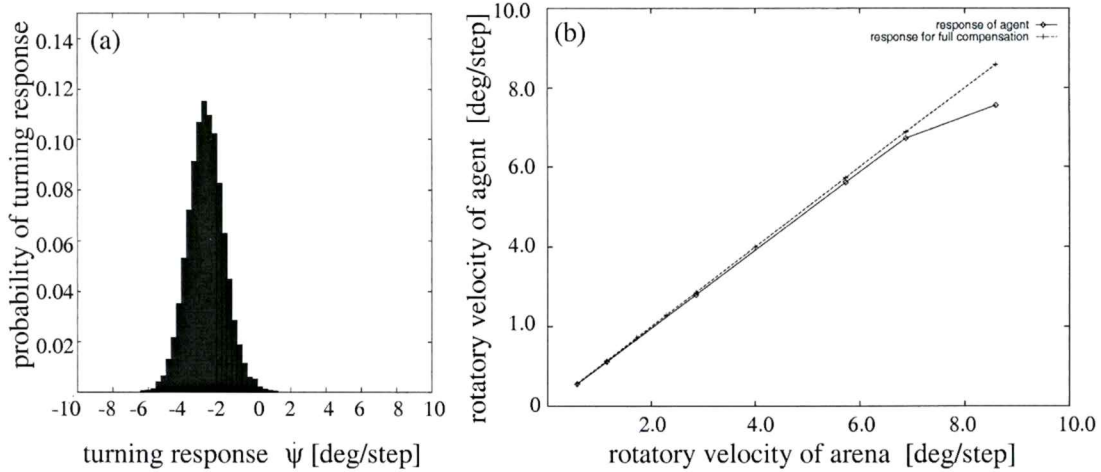 (a)
0.14
0.12
0.10
0.08
0.06
0.04
0.02
probability of turning response
-10 -8 -6 -4 -2 0 2 4 6 8 10
turning response ψ̇ [deg/step]
(b)
response of agent
response for full compensation
10.0
8.0
6.0
4.0
1.0
0
rotatory velocity of agent [deg/step]
2.0 4.0 6.0 8.0 10.0
rotatory velocity of arena [deg/step]